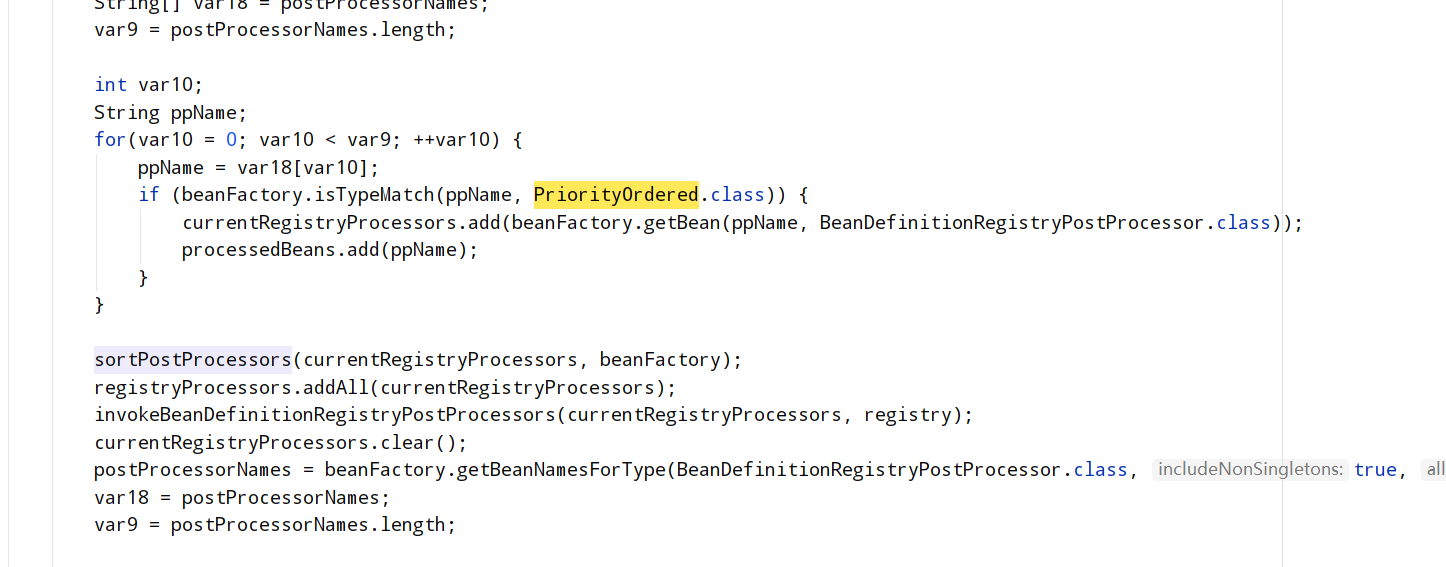 String[] var18 = postProcessorNames;
var9 = postProcessorNames.length;
int var10;
String ppName;
for(var10 = 0; var10 < var9; ++var10) {
ppName = var18[var10];
if (beanFactory.isTypeMatch(ppName, PriorityOrdered.class)) {
currentRegistryProcessors.add(beanFactory.getBean(ppName, BeanDefinitionRegistryPostProcessor.class));
processedBeans.add(ppName);
}
}
sortPostProcessors(currentRegistryProcessors, beanFactory);
registryProcessors.addAll(currentRegistryProcessors);
invokeBeanDefinitionRegistryPostProcessors(currentRegistryProcessors, registry);
currentRegistryProcessors.clear();
postProcessorNames = beanFactory.getBeanNamesForType(BeanDefinitionRegistryPostProcessor.class, includeNonSingletons: true, all
var18 = postProcessorNames;
var9 = postProcessorNames.length;